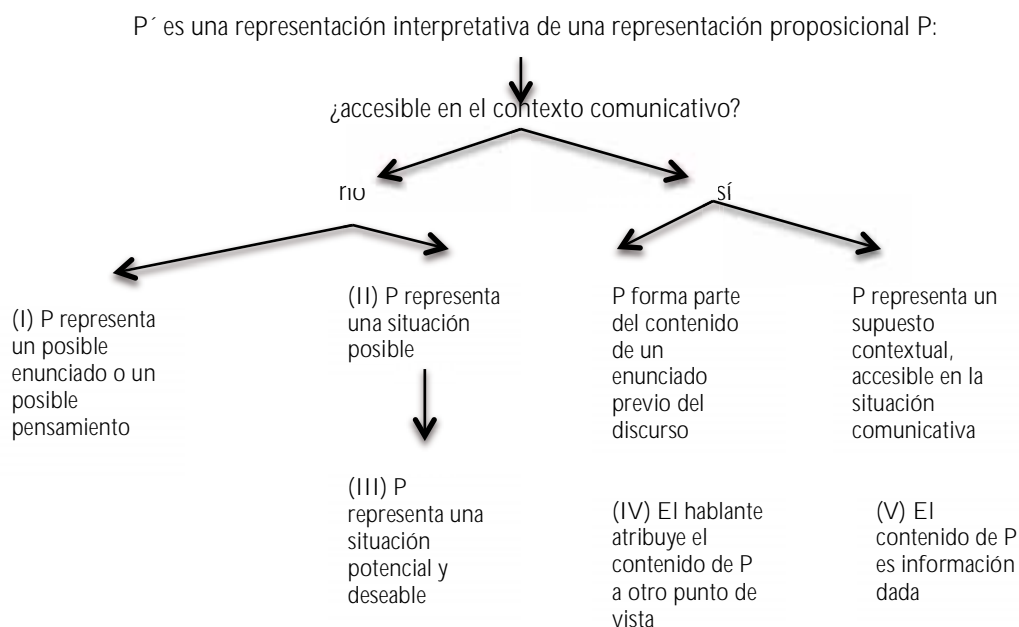 P´ es una representación interpretativa de una representación proposicional P:
¿accesible en el contexto comunicativo?
no
sí
(I) P representa
un posible
enunciado o un
posible
pensamiento
(II) P representa
una situación
posible
P forma parte
del contenido
de un
enunciado
previo del
discurso
P representa un
supuesto
contextual,
accesible en la
situación
comunicativa
(III) P
representa una
situación
potencial y
deseable
(IV) El hablante
atribuye el
contenido de P
a otro punto de
vista
(V) El
contenido de P
es información
dada